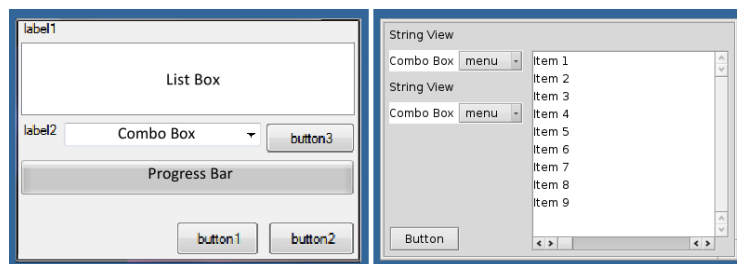 label1
List Box
label2 Combo Box button3
Progress Bar
button1 button2
String View
Combo Box menu
String View
Combo Box menu
Button
Item 1
Item 2
Item 3
Item 4
Item 5
Item 6
Item 7
Item 8
Item 9